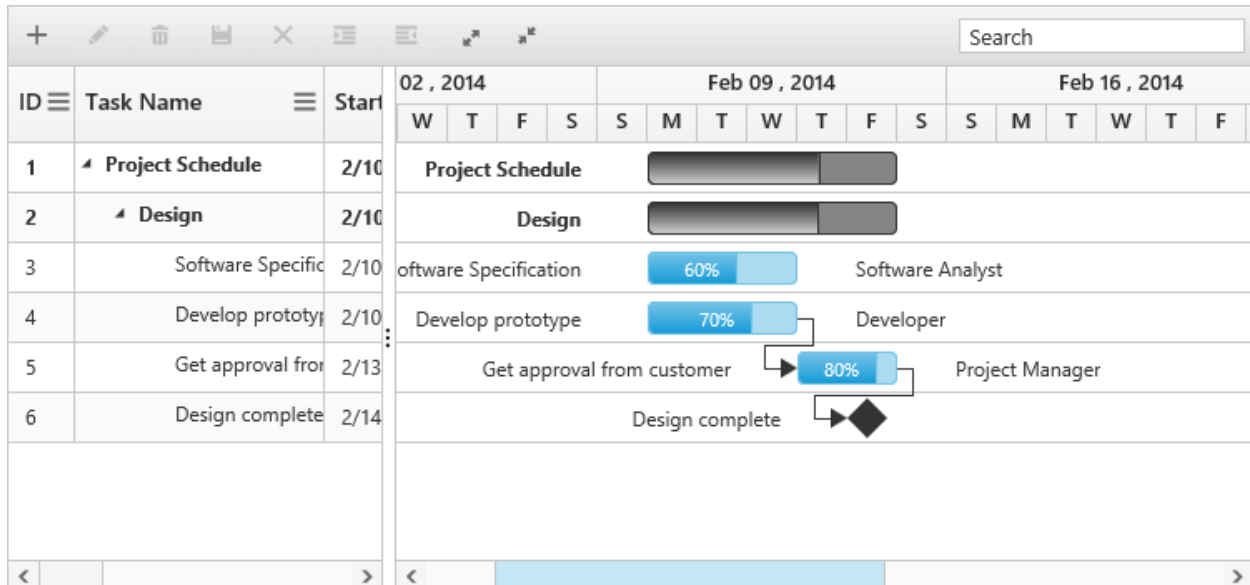 Search
ID Task Name Start 02 , 2014 Feb 09 , 2014 Feb 16 , 2014
W T F S S M T W T F S S M T W T F
1 Project Schedule 2/10 Project Schedule
2 Design 2/10 Design
3 Software Specific 2/10 oftware Specification 60% Software Analyst
4 Develop prototyp 2/10 Develop prototype 70% Developer
5 Get approval fror 2/13 Get approval from customer 80% Project Manager
6 Design complete 2/14 Design complete